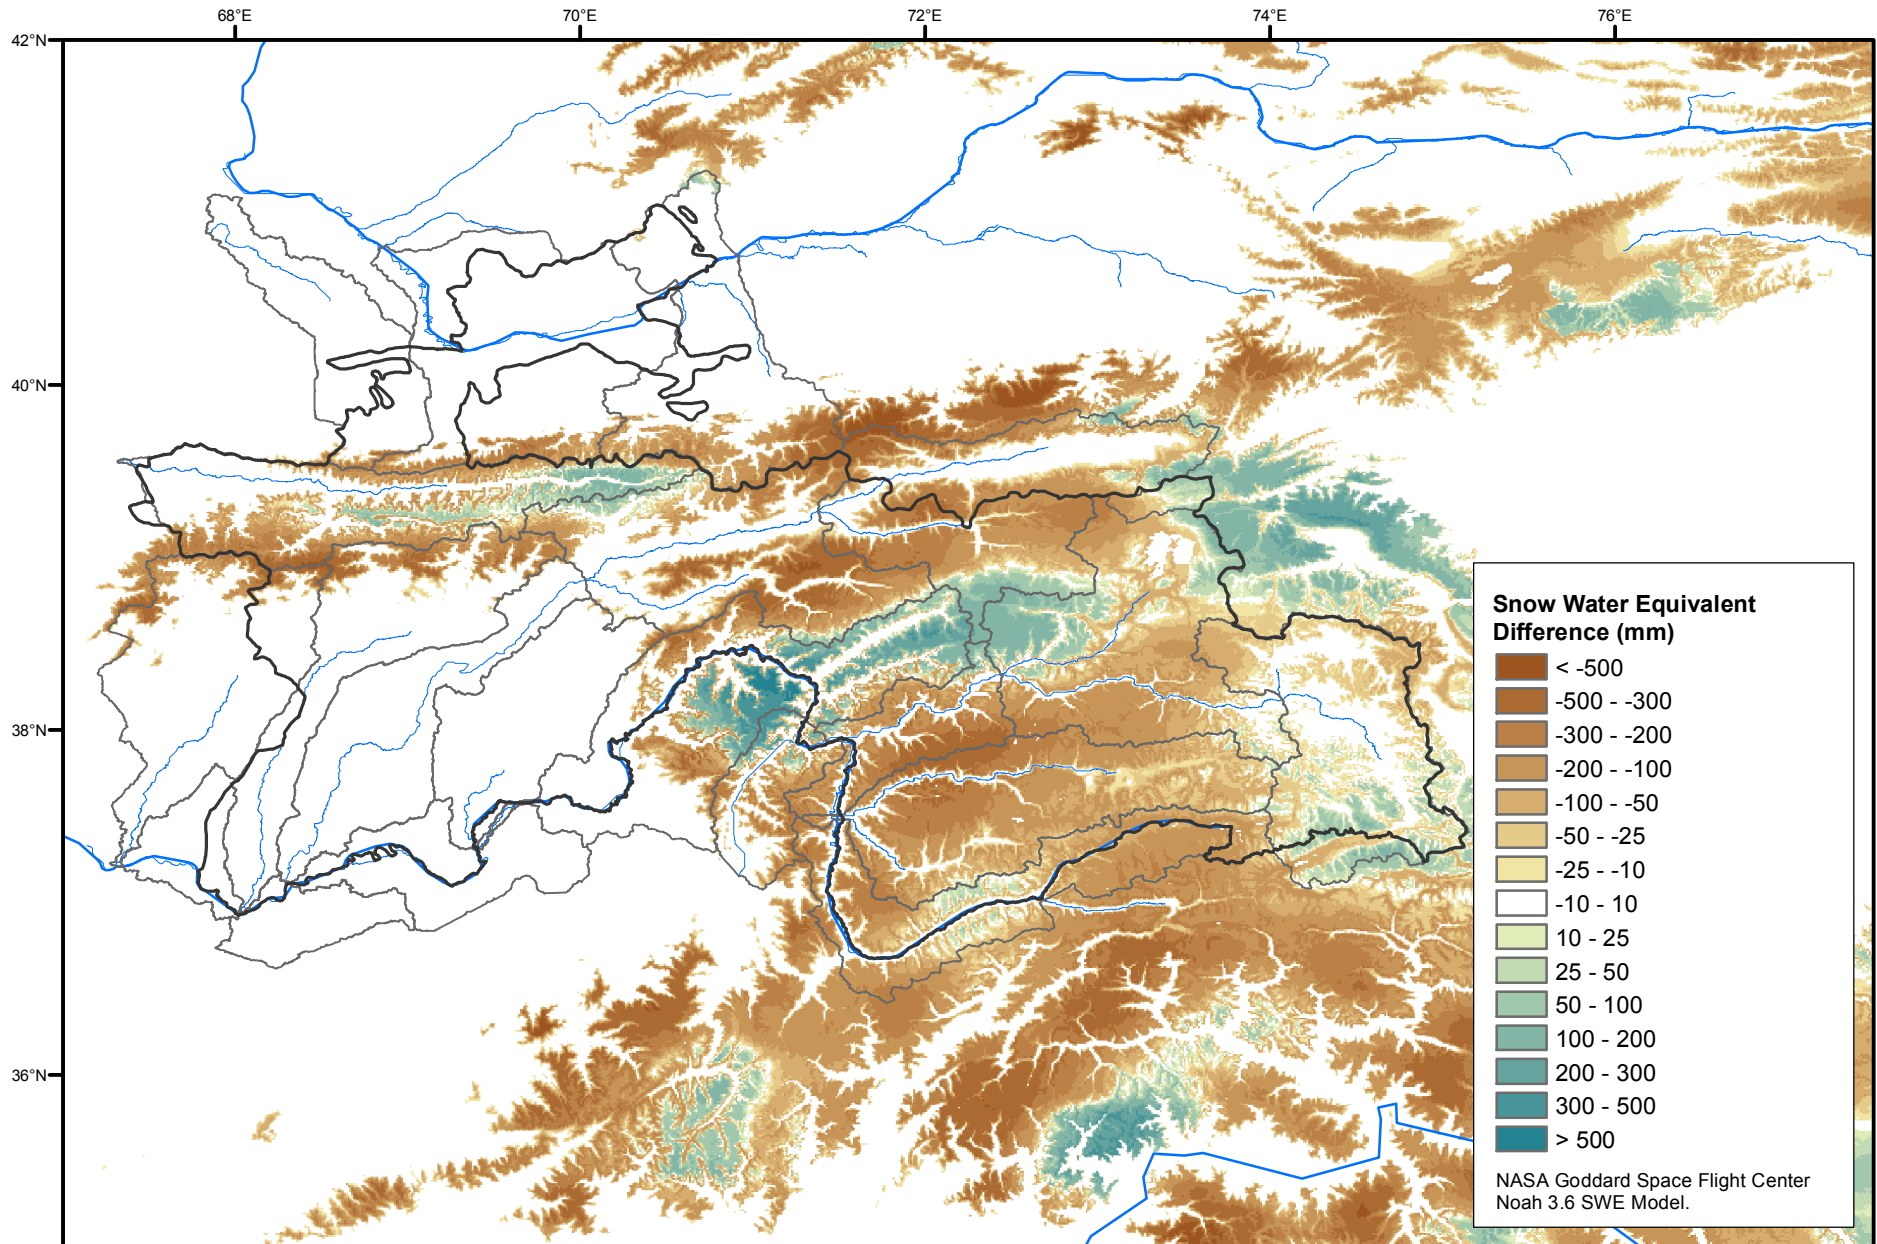 68°E
70°E
72°E
74°E
76°E
42°N
40°N
38°N
36°N
Snow Water Equivalent
Difference (mm)
< -500
-500 - -300
-300 - -200
-200 - -100
-100 - -50
-50 - -25
-25 - -10
-10 - 10
10 - 25
25 - 50
50 - 100
100 - 200
200 - 300
300 - 500
> 500
NASA Goddard Space Flight Center
Noah 3.6 SWE Model.